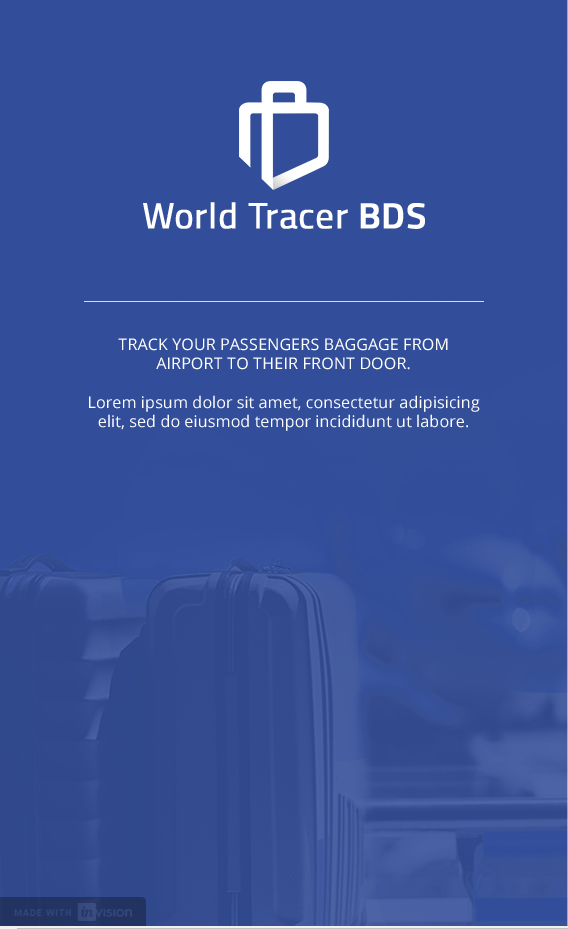 World Tracer BDS
TRACK YOUR PASSENGERS BAGGAGE FROM
AIRPORT TO THEIR FRONT DOOR.
Lorem ipsum dolor sit amet, consectetur adipisicing
elit, sed do eiusmod tempor incididunt ut labore.
MADE WITH inVISION